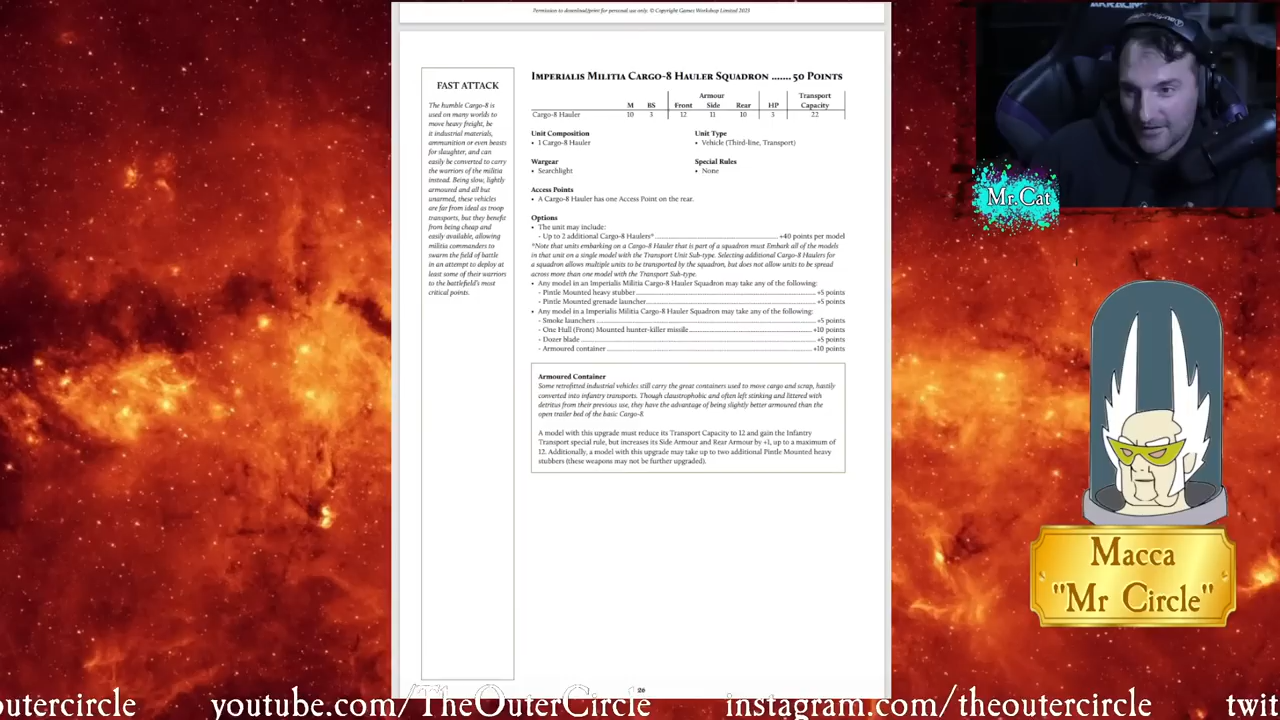 Permission to download/print for personal use only. © Copyright Games Workshop Limited 2023
FAST ATTACK
The humble Cargo-8 is
used on many worlds to
move heavy freight, be
it industrial materials,
ammunition or even beasts
for slaughter, and can
easily be converted to carry
the warriors of the militia
instead. Being slow, lightly
armoured and all but
unarmed, these vehicles
are far from ideal as troop
transports, but they benefit
from being cheap and
easily available, allowing
militia commanders to
swarm the field of battle
in an attempt to deploy at
least some of their warriors
to the battlefield's most
critical points.
Imperialis Militia Cargo-8 Hauler Squadron ....... 50 Points
Armour Transport
M BS Front Side Rear HP Capacity
Cargo-8 Hauler 10 3 12 11 10 3 22
Unit Composition
• 1 Cargo-8 Hauler
Unit Type
• Vehicle (Third-line, Transport)
Wargear
• Searchlight
Special Rules
• None
Access Points
• A Cargo-8 Hauler has one Access Point on the rear.
Options
• The unit may include:
- Up to 2 additional Cargo-8 Haulers* +40 points per model
*Note that units embarking on a Cargo-8 Hauler that is part of a squadron must Embark all of the models
in that unit on a single model with the Transport Unit Sub-type. Selecting additional Cargo-8 Haulers for
a squadron allows multiple units to be transported by the squadron, but does not allow units to be spread
across more than one model with the Transport Sub-type.
• Any model in an Imperialis Militia Cargo-8 Hauler Squadron may take any of the following:
- Pintle Mounted heavy stubber +5 points
- Pintle Mounted grenade launcher +5 points
• Any model in a Imperialis Militia Cargo-8 Hauler Squadron may take any of the following:
- Smoke launchers +5 points
- One Hull (Front) Mounted hunter-killer missile +10 points
- Dozer blade +5 points
- Armoured container +10 points
Armoured Container
Some retrofitted industrial vehicles still carry the great containers used to move cargo and scrap, hastily
converted into infantry transports. Though claustrophobic and often left stinking and littered with
detritus from their previous use, they have the advantage of being slightly better armoured than the
open trailer bed of the basic Cargo-8.
A model with this upgrade must reduce its Transport Capacity to 12 and gain the Infantry
Transport special rule, but increases its Side Armour and Rear Armour by +1, up to a maximum of
12. Additionally, a model with this upgrade may take up to two additional Pintle Mounted heavy
stubbers (these weapons may not be further upgraded).
26
Mr.Cat
Macca
"Mr Circle"
outercircle youtube.com/TheOuterCircle instagram.com/theoutercircle twit